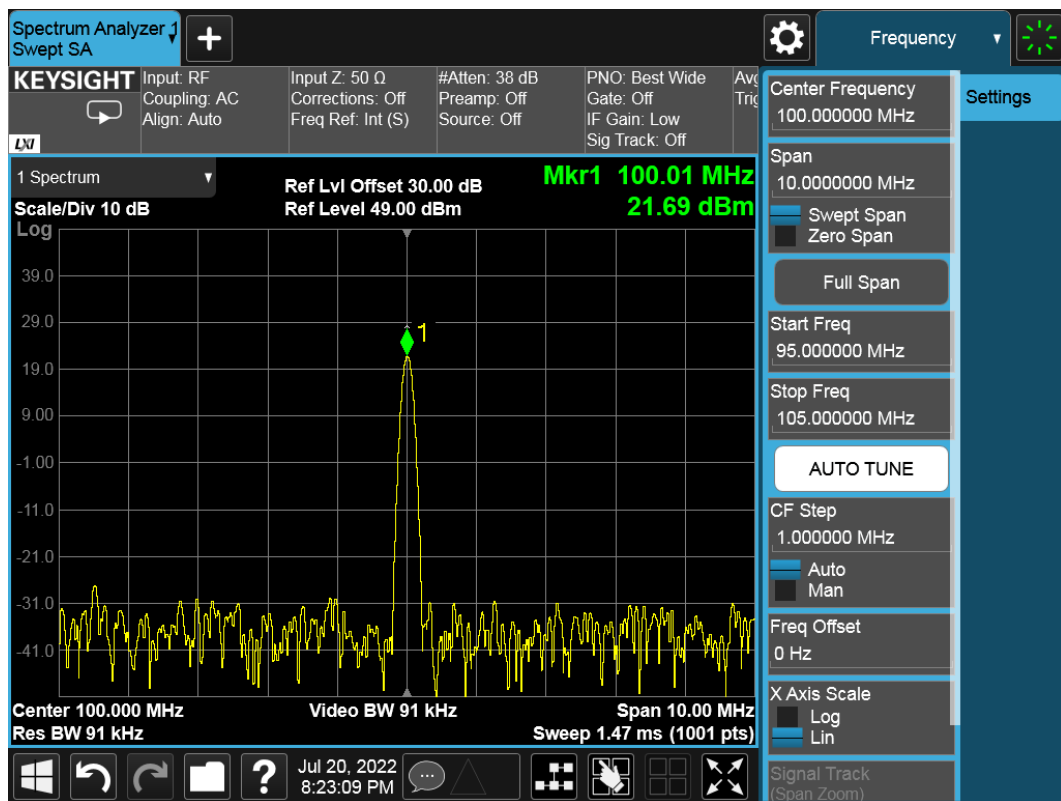 Spectrum Analyzer 1
Swept SA
+
Frequency
KEYSIGHT
LXI
Input: RF
Coupling: AC
Align: Auto
Input Z: 50 Ω
Corrections: Off
Freq Ref: Int (S)
#Atten: 38 dB
Preamp: Off
Source: Off
PNO: Best Wide
Gate: Off
IF Gain: Low
Sig Track: Off
1 Spectrum
Scale/Div 10 dB
Log
Ref Lvl Offset 30.00 dB
Ref Level 49.00 dBm
Mkr1 100.01 MHz
21.69 dBm
39.0
29.0
19.0
9.00
-1.00
-11.0
-21.0
-31.0
-41.0
1
Center 100.000 MHz
Video BW 91 kHz
Span 10.00 MHz
Res BW 91 kHz
Sweep 1.47 ms (1001 pts)
Center Frequency
100.000000 MHz
Settings
Span
10.0000000 MHz
Swept Span
Zero Span
Full Span
Start Freq
95.000000 MHz
Stop Freq
105.000000 MHz
AUTO TUNE
CF Step
1.000000 MHz
Auto
Man
Freq Offset
0 Hz
X Axis Scale
Log
Lin
Signal Track
(Span Zoom)
?
Jul 20, 2022
8:23:09 PM